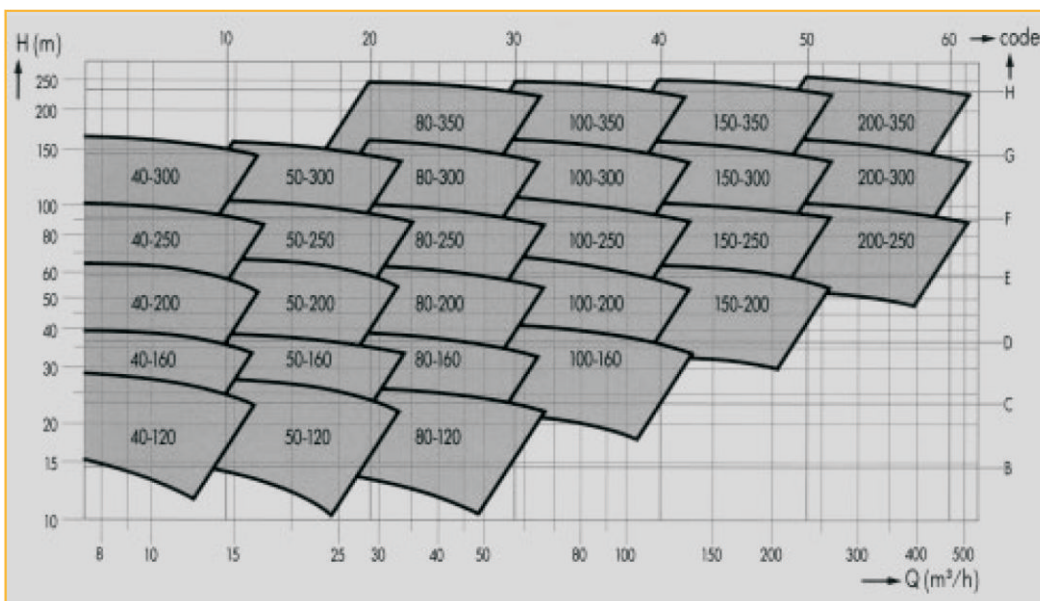 H (m) 10 20 30 40 50 60 code
250 H
200 80-350 100-350 150-350 200-350
150 G
40-300 50-300 80-300 100-300 150-300 200-300
100 F
80 40-250 50-250 80-250 100-250 150-250 200-250
60 E
50 40-200 50-200 80-200 100-200 150-200
40 D
30 40-160 50-160 80-160 100-160
C
20 40-120 50-120 80-120
15 B
10
8 10 15 25 30 40 50 80 100 150 200 300 400 500
Q (m³/h)